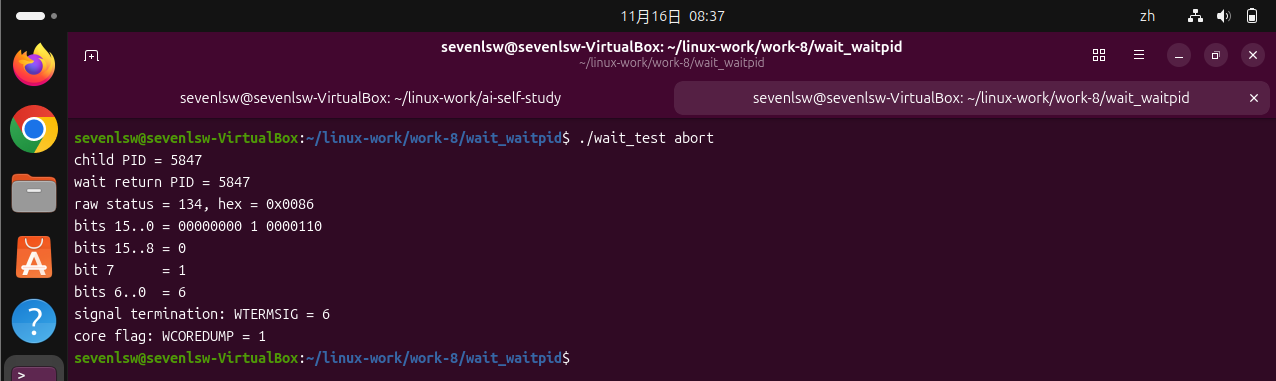 11月16日 08:37
zh
sevenlsw@sevenlsw-VirtualBox: ~/linux-work/work-8/wait_waitpid
~/linux-work/work-8/wait_waitpid
sevenlsw@sevenlsw-VirtualBox: ~/linux-work/ai-self-study
sevenlsw@sevenlsw-VirtualBox: ~/linux-work/work-8/wait_waitpid
sevenlsw@sevenlsw-VirtualBox:~/linux-work/work-8/wait_waitpid$ ./wait_test abort
child PID = 5847
wait return PID = 5847
raw status = 134, hex = 0x0086
bits 15..0 = 00000000 1 0000110
bits 15..8 = 0
bit 7      = 1
bits 6..0  = 6
signal termination: WTERMSIG = 6
core flag: WCOREDUMP = 1
sevenlsw@sevenlsw-VirtualBox:~/linux-work/work-8/wait_waitpid$